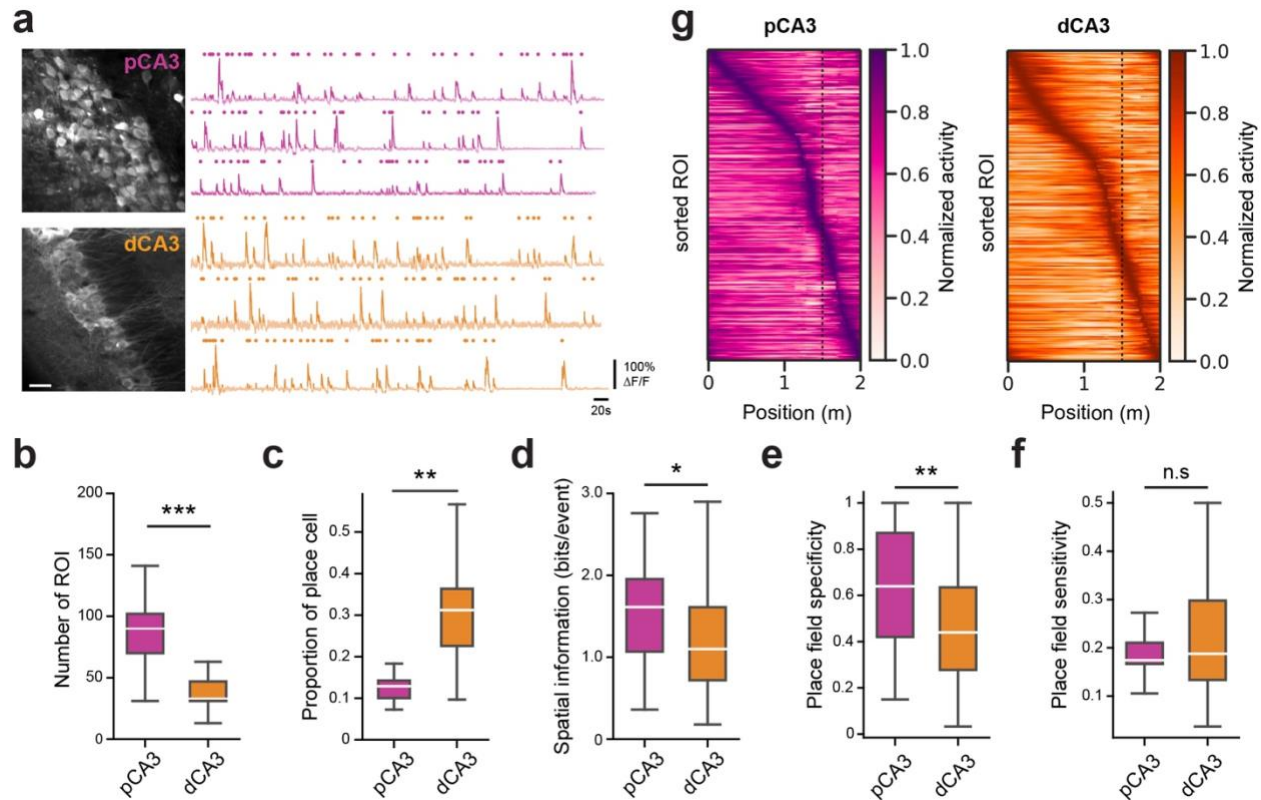 a
pCA3
dCA3
100%
ΔF/F
20s
g
pCA3
dCA3
sorted ROI
1.0
0.8
0.6
0.4
0.2
0.0
Normalized activity
0 1 2
Position (m)
sorted ROI
1.0
0.8
0.6
0.4
0.2
0.0
Normalized activity
0 1 2
Position (m)
b
Number of ROI
200
150
100
50
0
***
pCA3 dCA3
c
Proportion of place cell
0.5
0.4
0.3
0.2
0.1
0
**
pCA3 dCA3
d
Spatial information (bits/event)
3.0
2.0
1.0
0
*
pCA3 dCA3
e
Place field specificity
1
0.8
0.6
0.4
0.2
0
**
pCA3 dCA3
f
Place field sensitivity
0.5
0.4
0.3
0.2
0.1
n.s
pCA3 dCA3